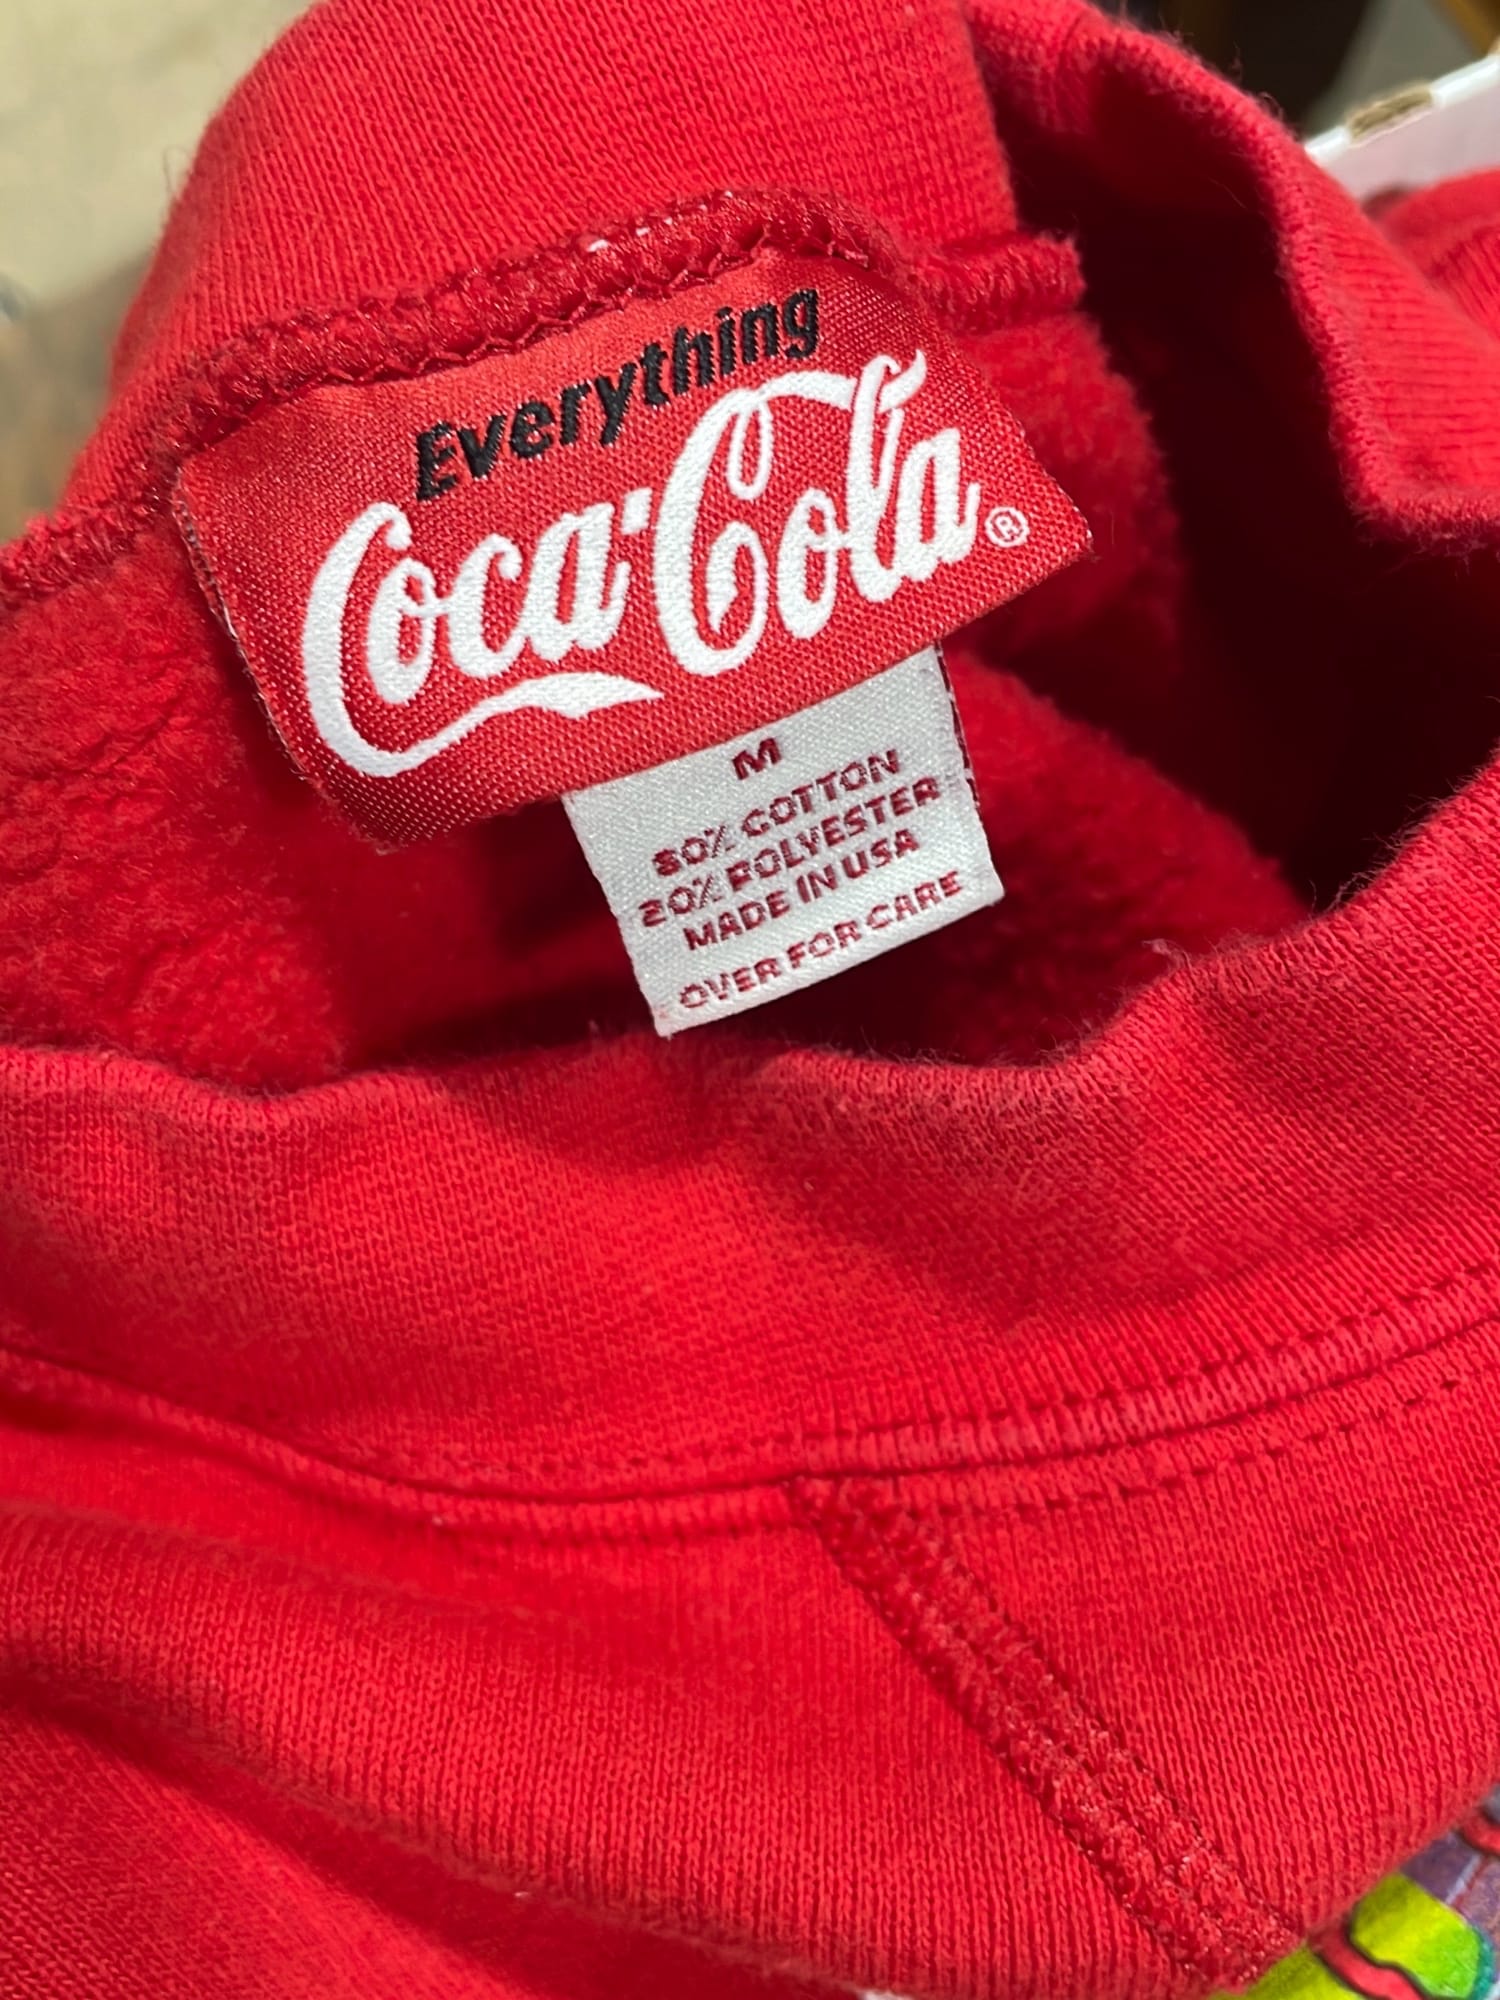 Everything
Coca-Cola®
M
80% COTTON
20% POLYESTER
MADE IN USA
OVER FOR CARE